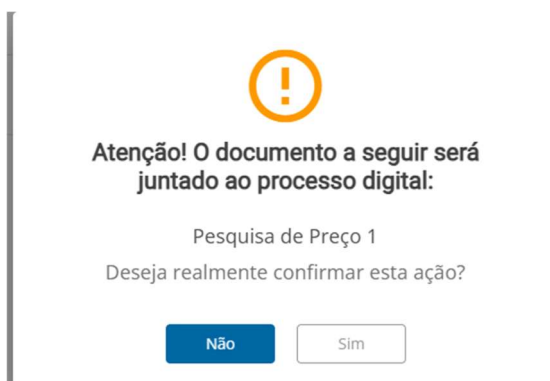 Atenção! O documento a seguir será
juntado ao processo digital:
Pesquisa de Preço 1
Deseja realmente confirmar esta ação?
Não
Sim